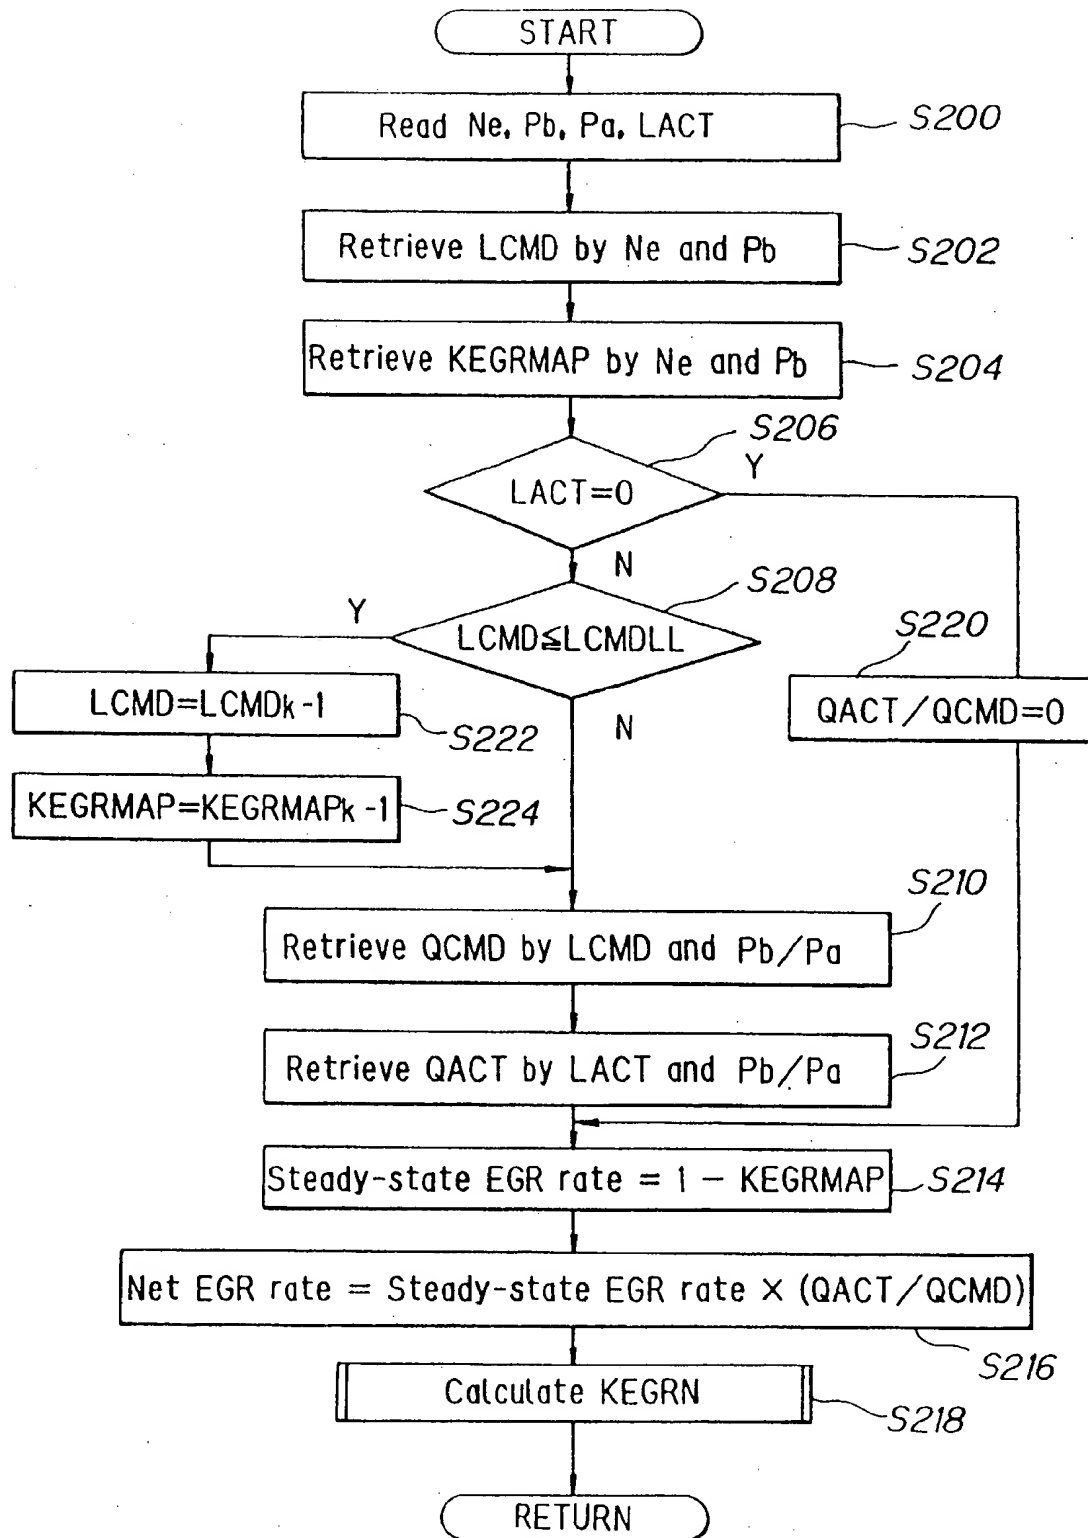 START
Read Ne, Pb, Pa, LACT
S200
Retrieve LCMD by Ne and Pb
S202
Retrieve KEGRMAP by Ne and Pb
S204
S206
LACT=0
Y
N
S208
Y
LCMD≦LCMDLL
S220
LCMD=LCMDk-1
N
QACT/QCMD=0
S222
KEGRMAP=KEGRMAPk-1
S224
S210
Retrieve QCMD by LCMD and Pb/Pa
S212
Retrieve QACT by LACT and Pb/Pa
Steady-state EGR rate = 1 − KEGRMAP
S214
Net EGR rate = Steady-state EGR rate × (QACT/QCMD)
S216
Calculate KEGRN
S218
RETURN